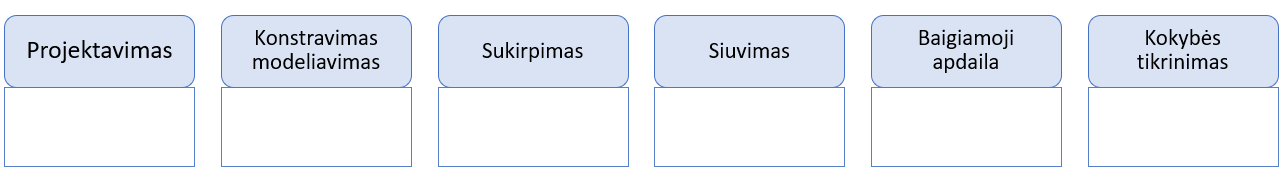 Projektavimas
Konstravimas
modeliavimas
Sukirpimas
Siuvimas
Baigiamoji
apdaila
Kokybės
tikrinimas